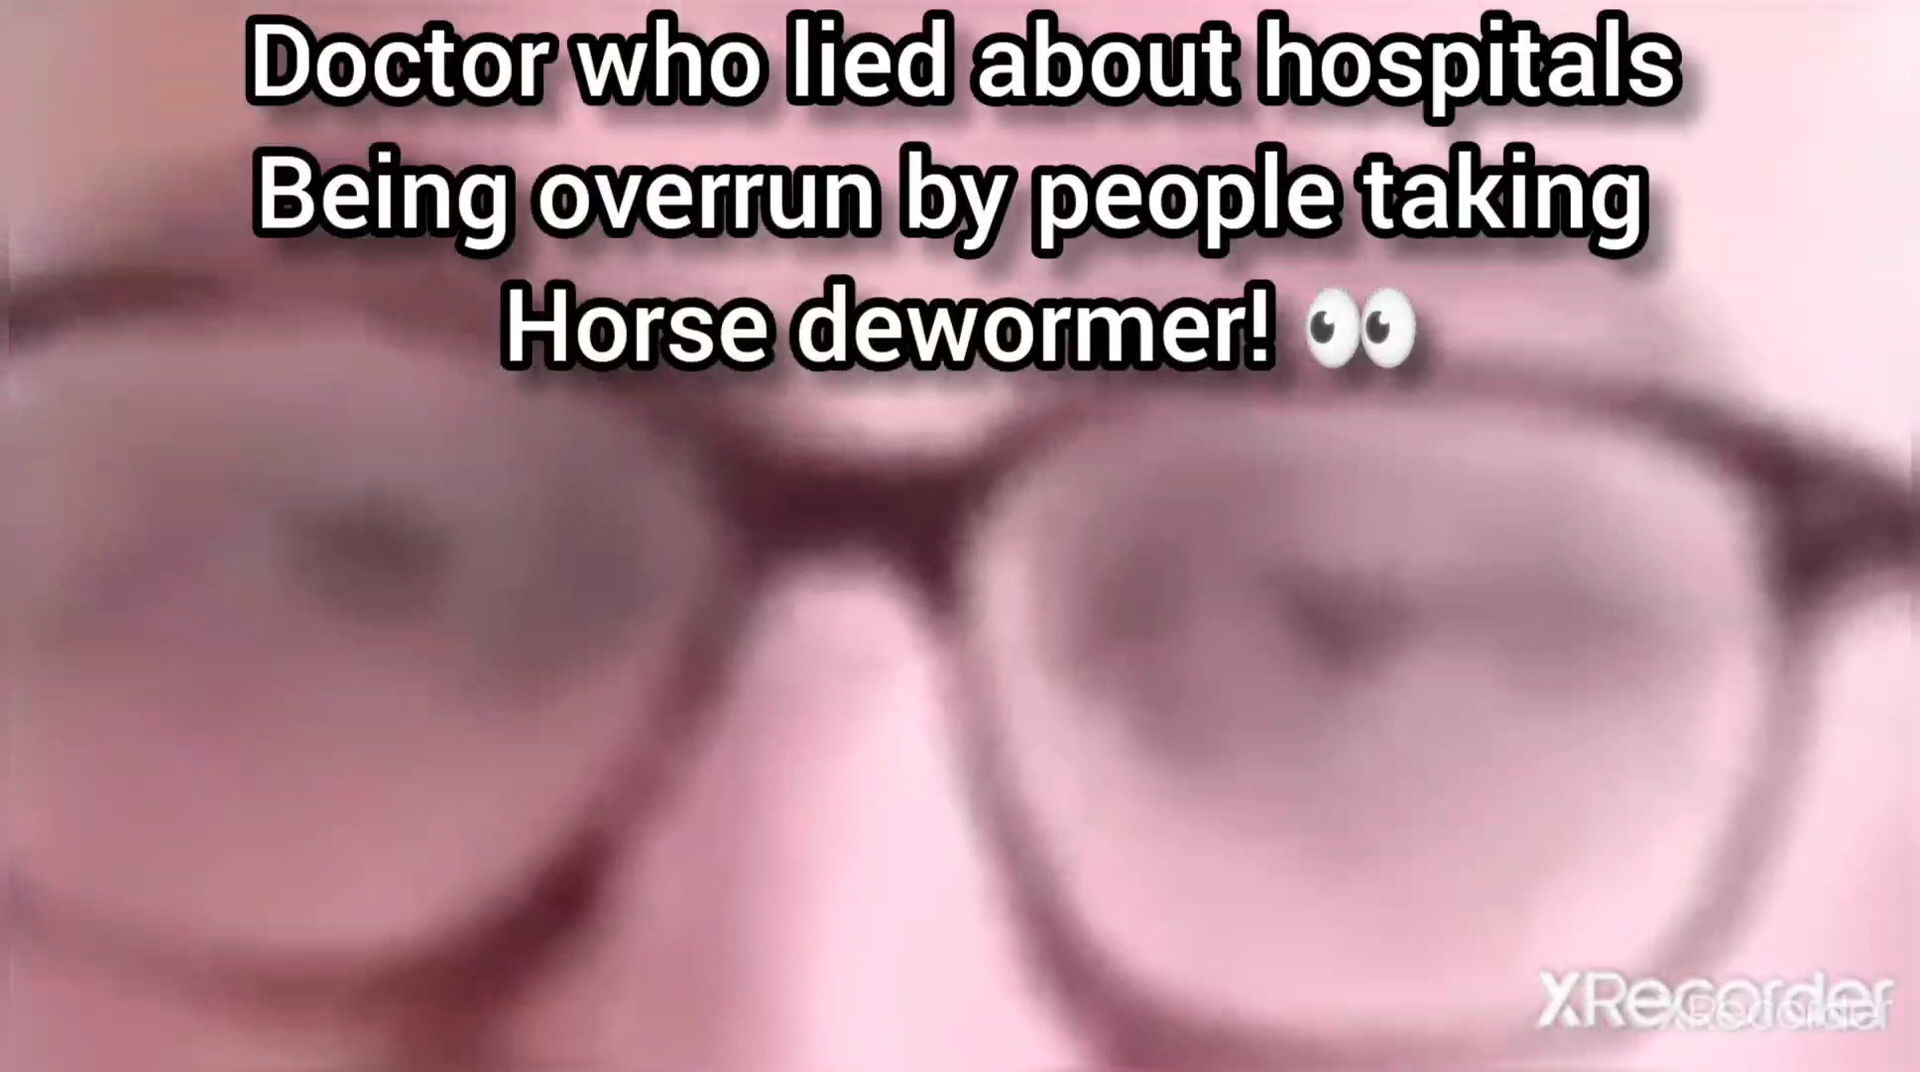 Doctor who lied about hospitals
Being overrun by people taking
Horse dewormer! 👀
XRecorder